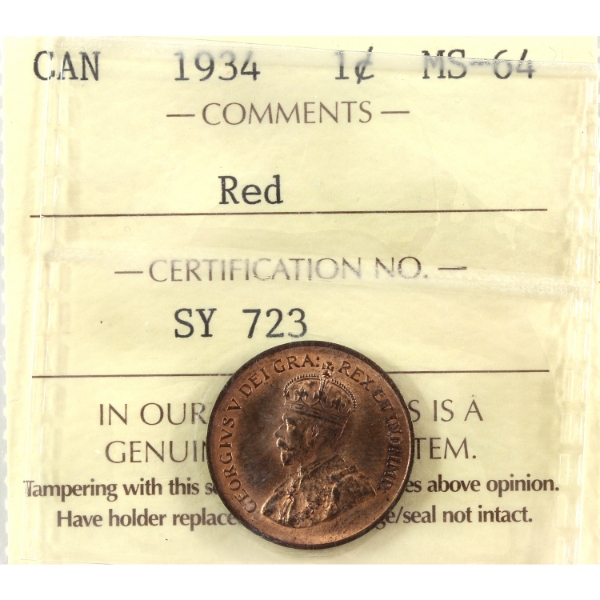 CAN 1934 1¢ MS-64
— COMMENTS —
Red
— CERTIFICATION NO. —
SY 723
GEORGIVS V DEI GRA: REX ET IND:IMP:
IN OUR S IS A
GENUI TEM.
Tampering with this s es above opinion.
Have holder replace ge/seal not intact.